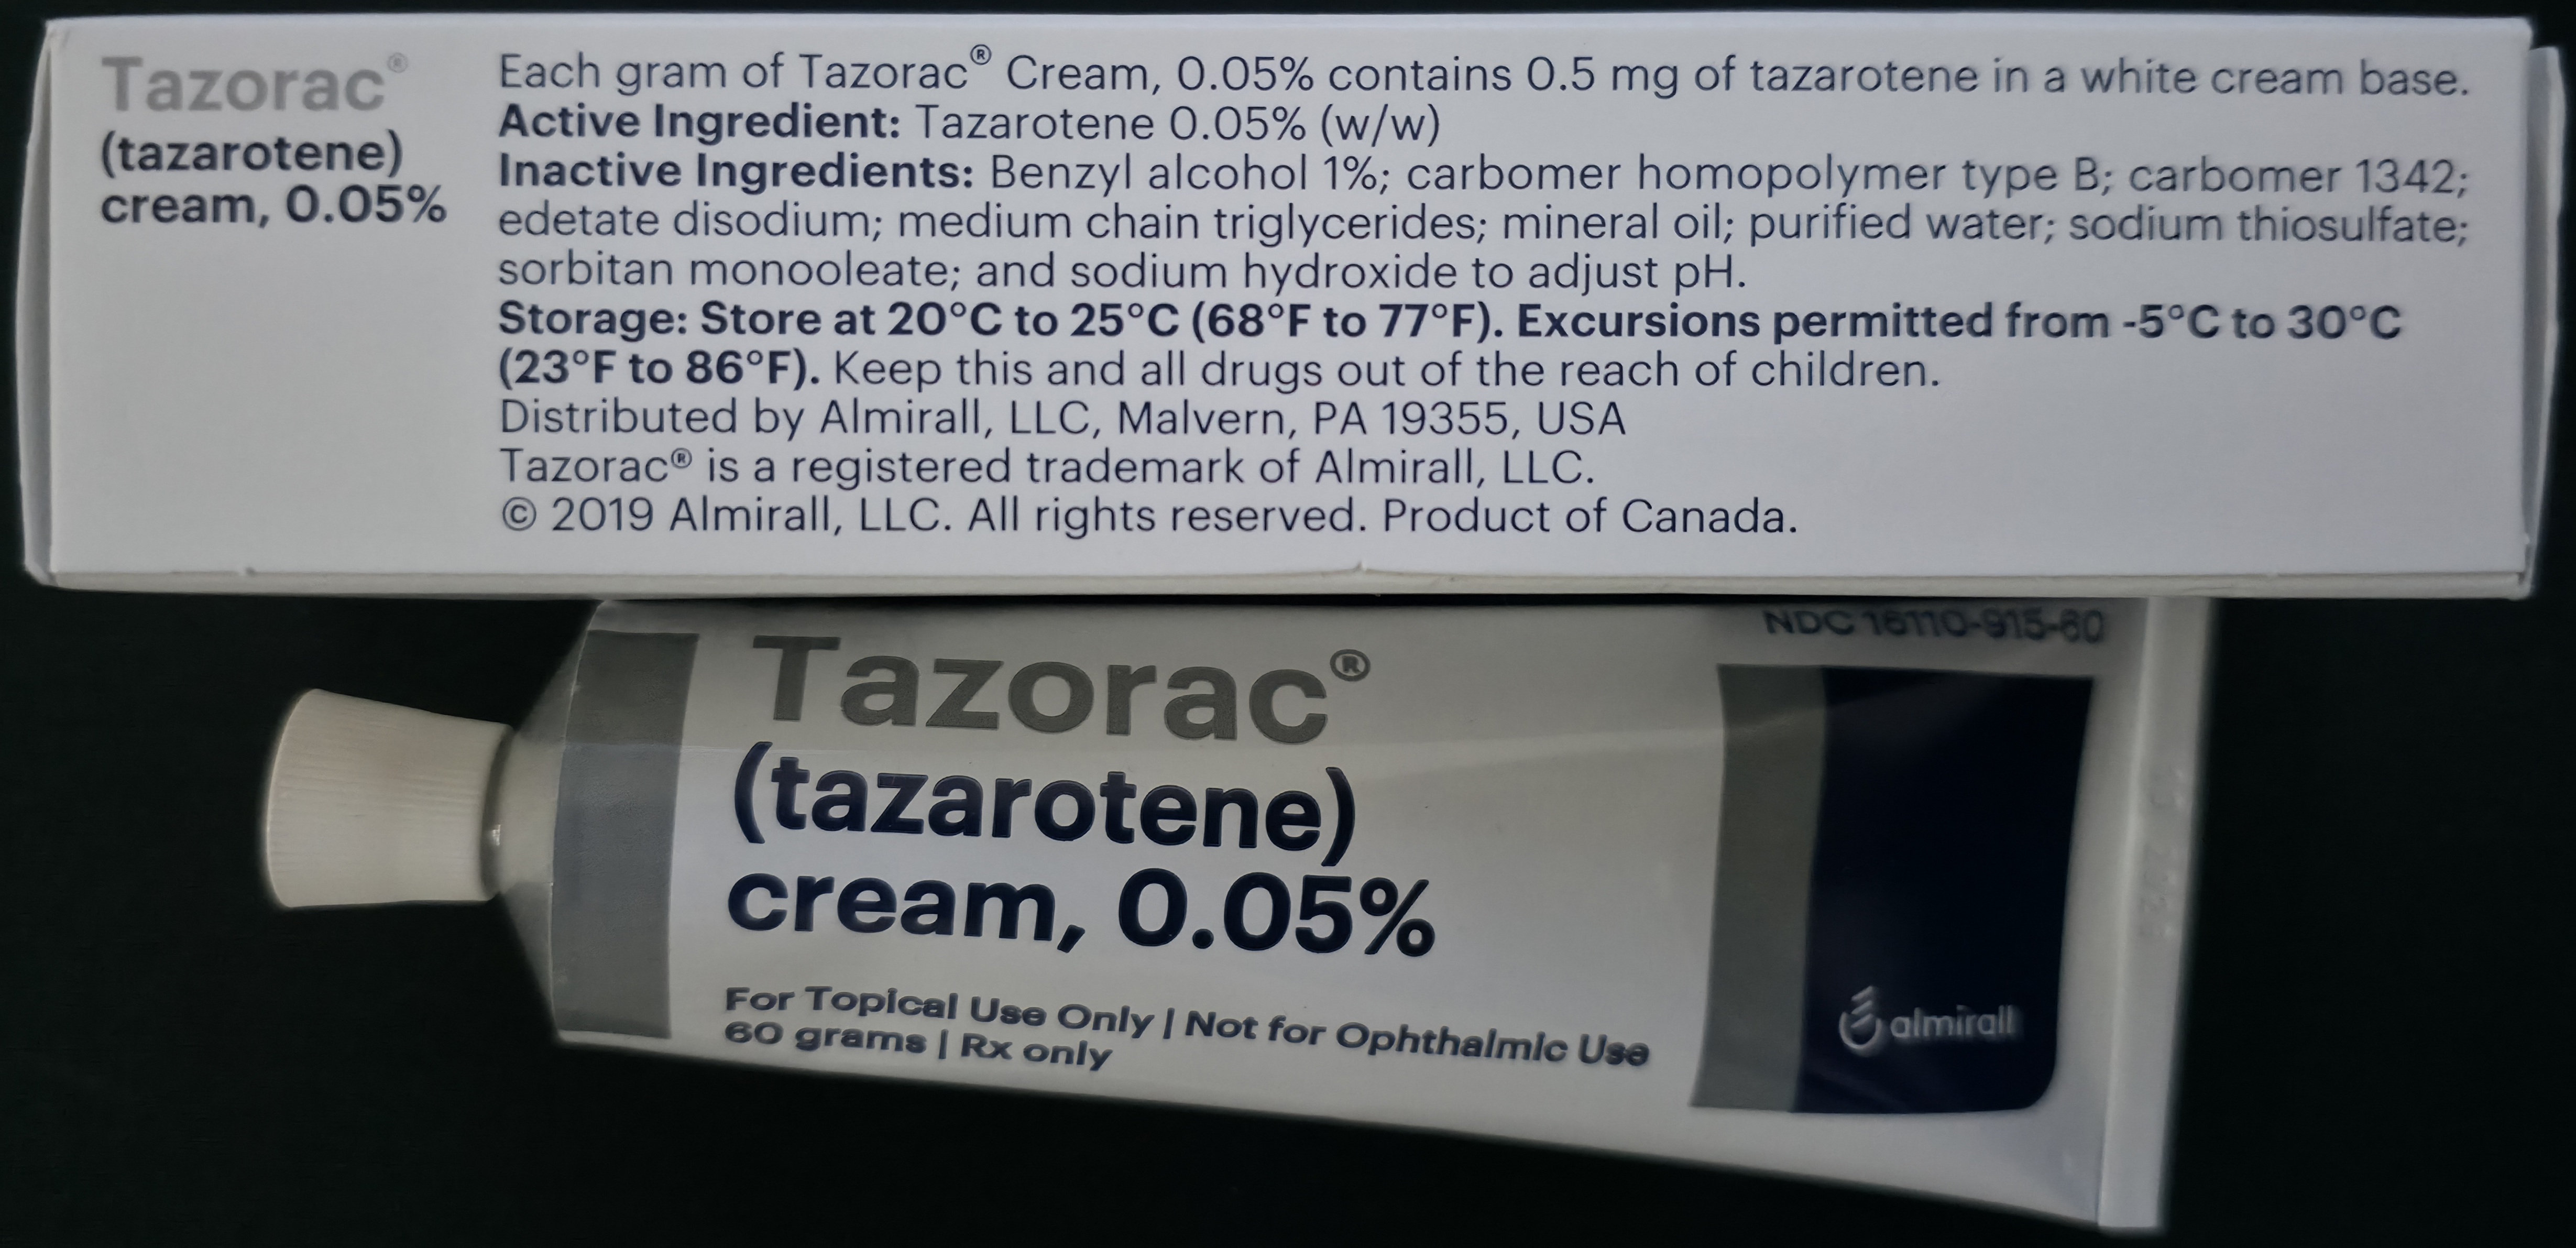 Tazorac®
(tazarotene)
cream, 0.05%
Each gram of Tazorac® Cream, 0.05% contains 0.5 mg of tazarotene in a white cream base.
Active Ingredient: Tazarotene 0.05% (w/w)
Inactive Ingredients: Benzyl alcohol 1%; carbomer homopolymer type B; carbomer 1342;
edetate disodium; medium chain triglycerides; mineral oil; purified water; sodium thiosulfate;
sorbitan monooleate; and sodium hydroxide to adjust pH.
Storage: Store at 20°C to 25°C (68°F to 77°F). Excursions permitted from -5°C to 30°C
(23°F to 86°F). Keep this and all drugs out of the reach of children.
Distributed by Almirall, LLC, Malvern, PA 19355, USA
Tazorac® is a registered trademark of Almirall, LLC.
© 2019 Almirall, LLC. All rights reserved. Product of Canada.
NDC 16110-915-60
Tazorac®
(tazarotene)
cream, 0.05%
For Topical Use Only | Not for Ophthalmic Use
60 grams | Rx only
almirall